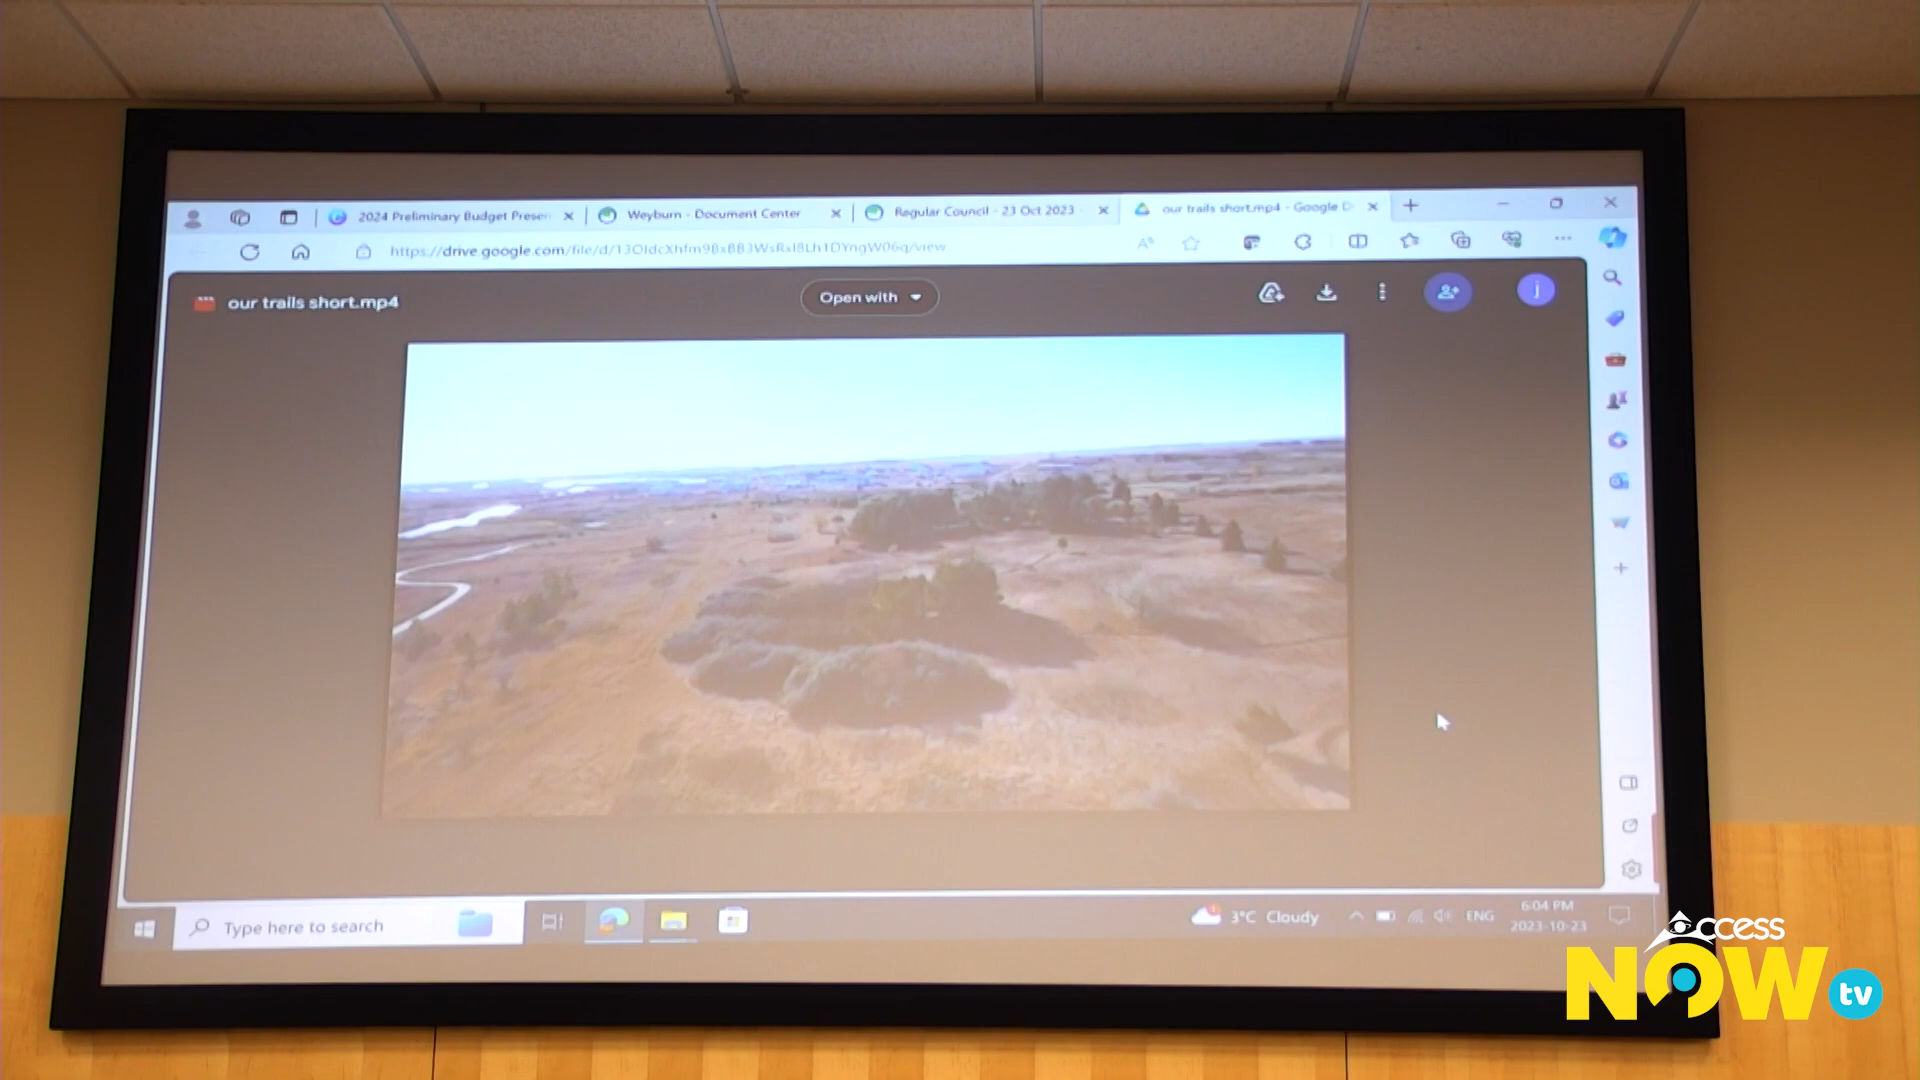 2024 Preliminary Budget Presen
Weyburn - Document Center
Regular Council - 23 Oct 2023
our trails short.mp4 - Google D
https://drive.google.com/file/d/
/view
our trails short.mp4
Open with
j
Type here to search
3°C Cloudy
ENG
6:04 PM
2023-10-23
access
NOW
tv